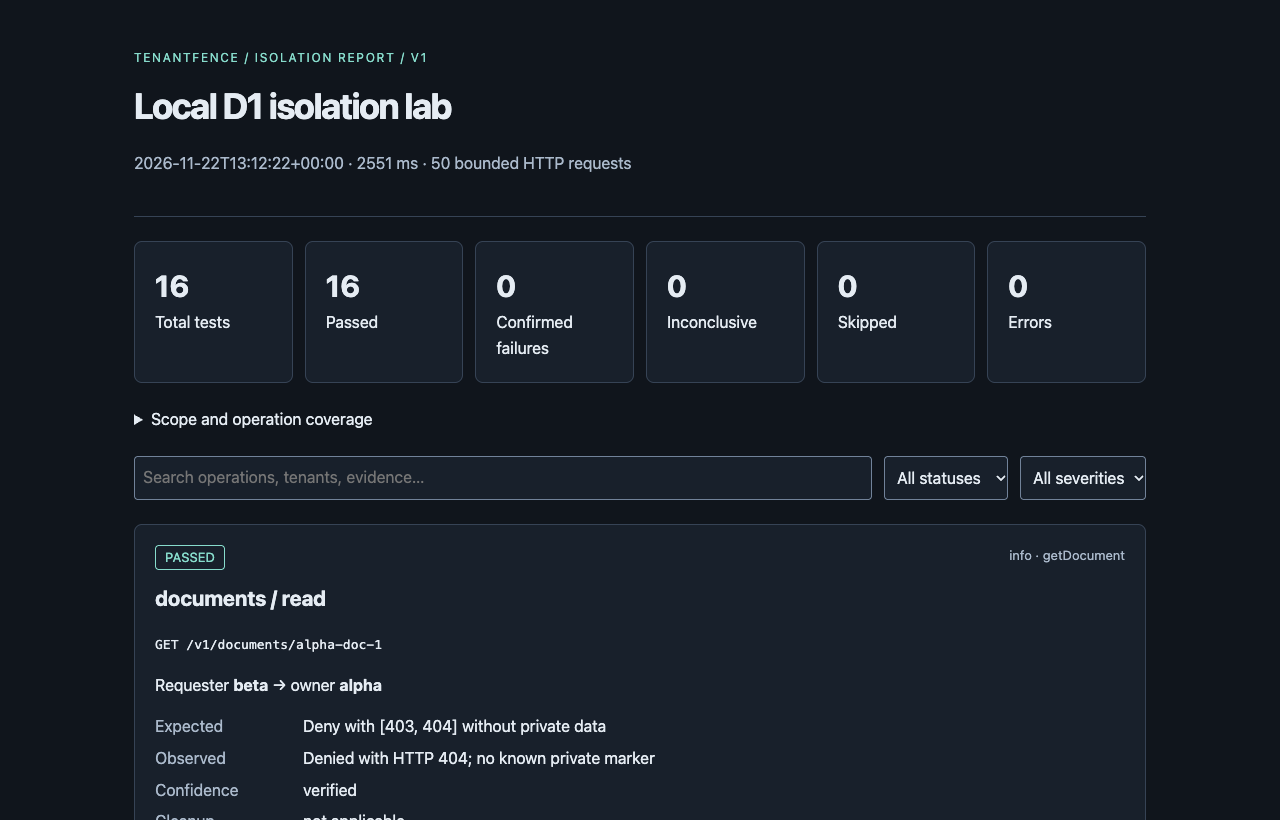 TENANTFENCE / ISOLATION REPORT / V1
Local D1 isolation lab
2026-11-22T13:12:22+00:00 · 2551 ms · 50 bounded HTTP requests
16
Total tests
16
Passed
0
Confirmed
failures
0
Inconclusive
0
Skipped
0
Errors
Scope and operation coverage
Search operations, tenants, evidence...
All statuses
All severities
PASSED
info · getDocument
documents / read
GET /v1/documents/alpha-doc-1
Requester beta → owner alpha
Expected Deny with [403, 404] without private data
Observed Denied with HTTP 404; no known private marker
Confidence verified
Cleanup not applicable